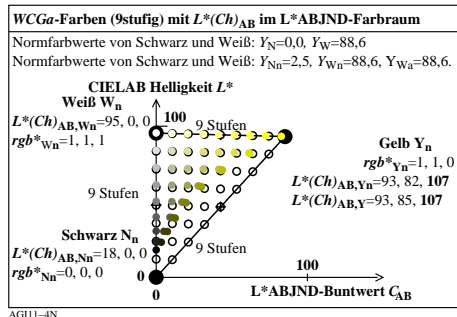 WCGa-Farben (9stufig) mit L*(Ch)AB im L*ABJND-Farbraum
Normfarbwerte von Schwarz und Weiß: YN=0,0, YW=88,6
Normfarbwerte von Schwarz und Weiß: YNn=2,5, YWn=88,6, YWa=88,6.
CIELAB Helligkeit L*
Weiß Wn
100
9 Stufen
L*(Ch)AB,Wn=95, 0, 0
rgb*Wn=1, 1, 1
Gelb Yn
rgb*Yn=1, 1, 0
L*(Ch)AB,Yn=93, 82, 107
L*(Ch)AB,Y=93, 85, 107
9 Stufen
Schwarz Nn
9 Stufen
L*(Ch)AB,Nn=18, 0, 0
rgb*Nn=0, 0, 0
0
100
0
L*ABJND-Buntwert CAB
AGI11-4N